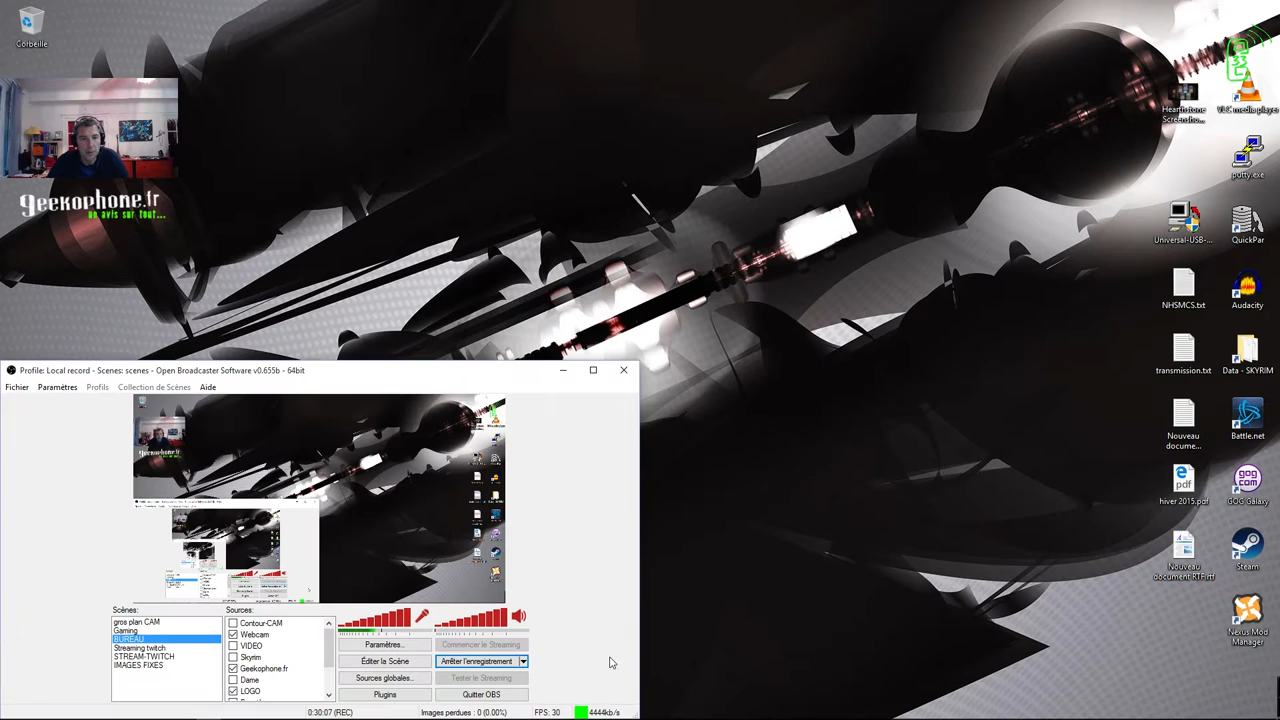 Corbeille
geekophone.fr
un avis sur tout...
Hearthstone
Screensho...
VLC media player
putty.exe
Universal-USB-...
QuickPar
NHSMCS.txt
Audacity
transmission.txt
Data - SKYRIM
Nouveau
docume...
Battle.net
hiver 2015.pdf
GOG Galaxy
Nouveau
document RTF.rtf
Steam
Nexus Mod
Manager
Profile: Local record - Scenes: scenes - Open Broadcaster Software v0.655b - 64bit
Fichier Paramètres Profils Collection de Scènes Aide
Scènes:
gros plan CAM
Gaming
BUREAU
Streaming twitch
STREAM-TWITCH
IMAGES FIXES
Sources:
Contour-CAM
Webcam
VIDEO
Skyrim
Geekophone.fr
Dame
LOGO
Paramètres...
Commencer le Streaming
Éditer la Scène
Arrêter l'enregistrement
Sources globales...
Tester le Streaming
Plugins
Quitter OBS
0:30:07 (REC)
Images perdues : 0 (0.00%)
FPS: 30
4444kb/s